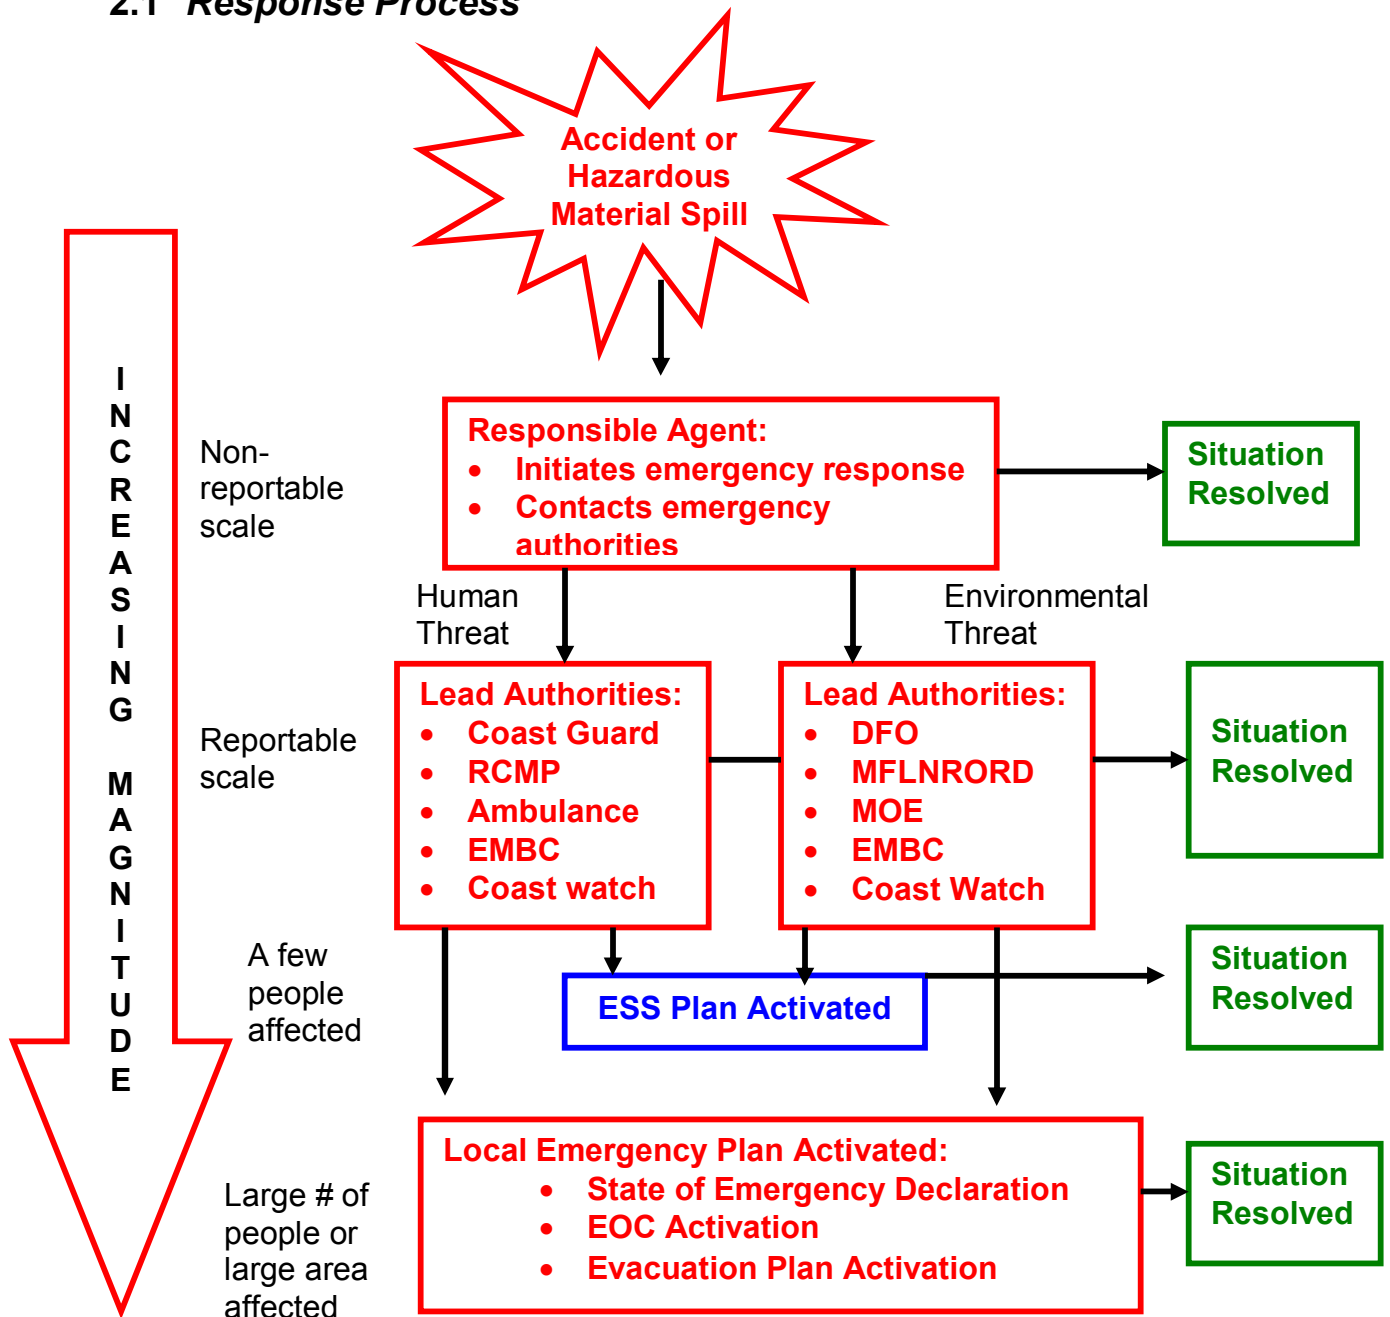 2.1 Response Process
Accident or
Hazardous
Material Spill
INCREASING MAGNITUDE
Non-
reportable
scale
Responsible Agent:
• Initiates emergency response
• Contacts emergency
authorities
Situation
Resolved
Human
Threat
Environmental
Threat
Reportable
scale
Lead Authorities:
• Coast Guard
• RCMP
• Ambulance
• EMBC
• Coast watch
Lead Authorities:
• DFO
• MFLNRORD
• MOE
• EMBC
• Coast Watch
Situation
Resolved
A few
people
affected
ESS Plan Activated
Situation
Resolved
Large # of
people or
large area
affected
Local Emergency Plan Activated:
• State of Emergency Declaration
• EOC Activation
• Evacuation Plan Activation
Situation
Resolved